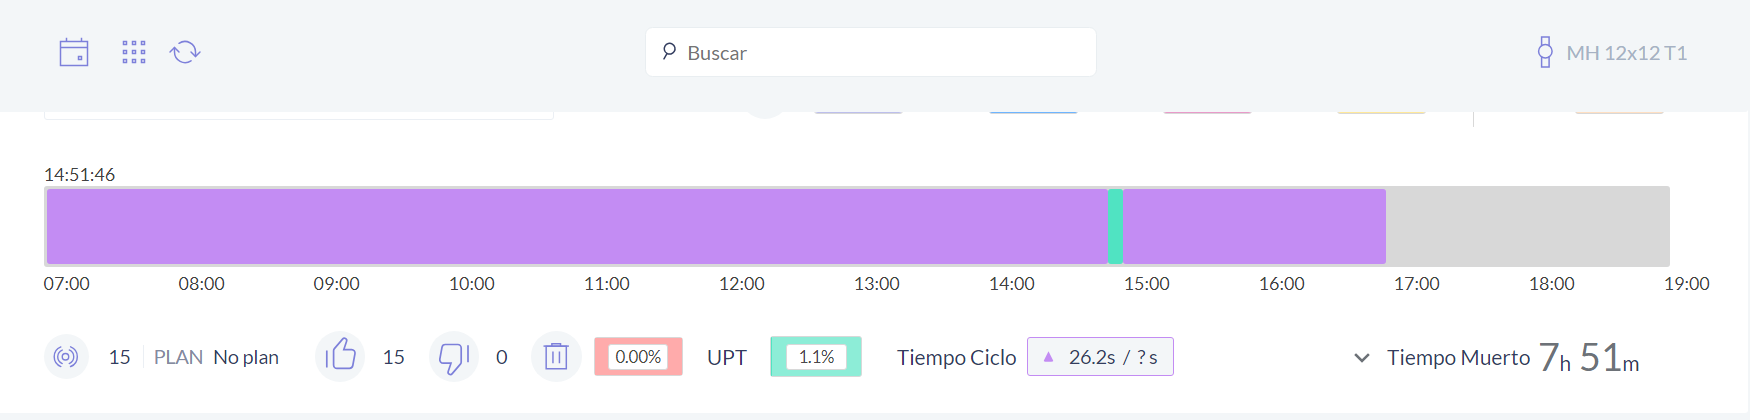 Buscar
MH 12x12 T1
14:51:46
07:00 08:00 09:00 10:00 11:00 12:00 13:00 14:00 15:00 16:00 17:00 18:00 19:00
15 PLAN No plan 15 0 0.00% UPT 1.1% Tiempo Ciclo ▲ 26.2s / ? s Tiempo Muerto 7h 51m